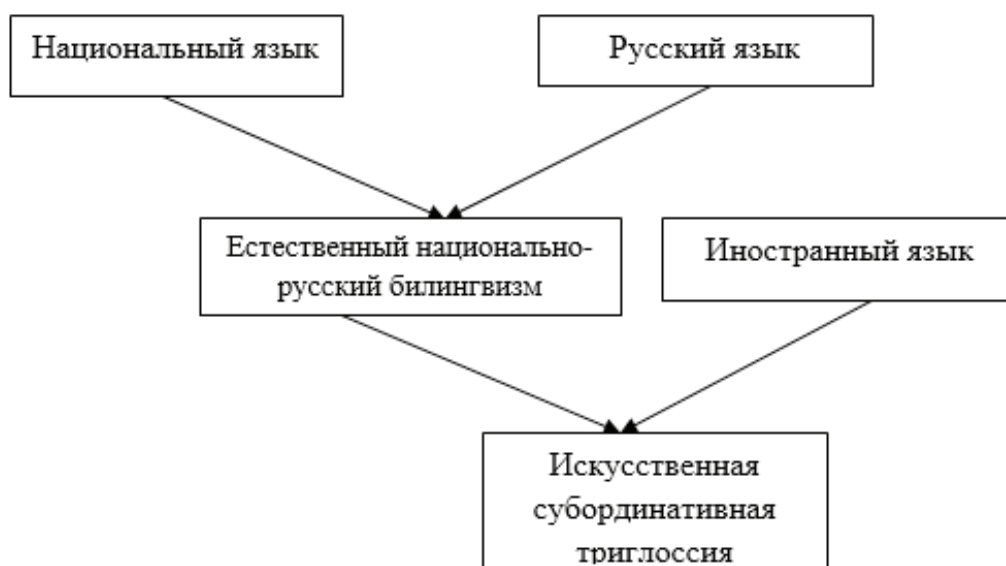 Национальный язык
Русский язык
Естественный национально-
русский билингвизм
Иностранный язык
Искусственная
субординативная
триглоссия